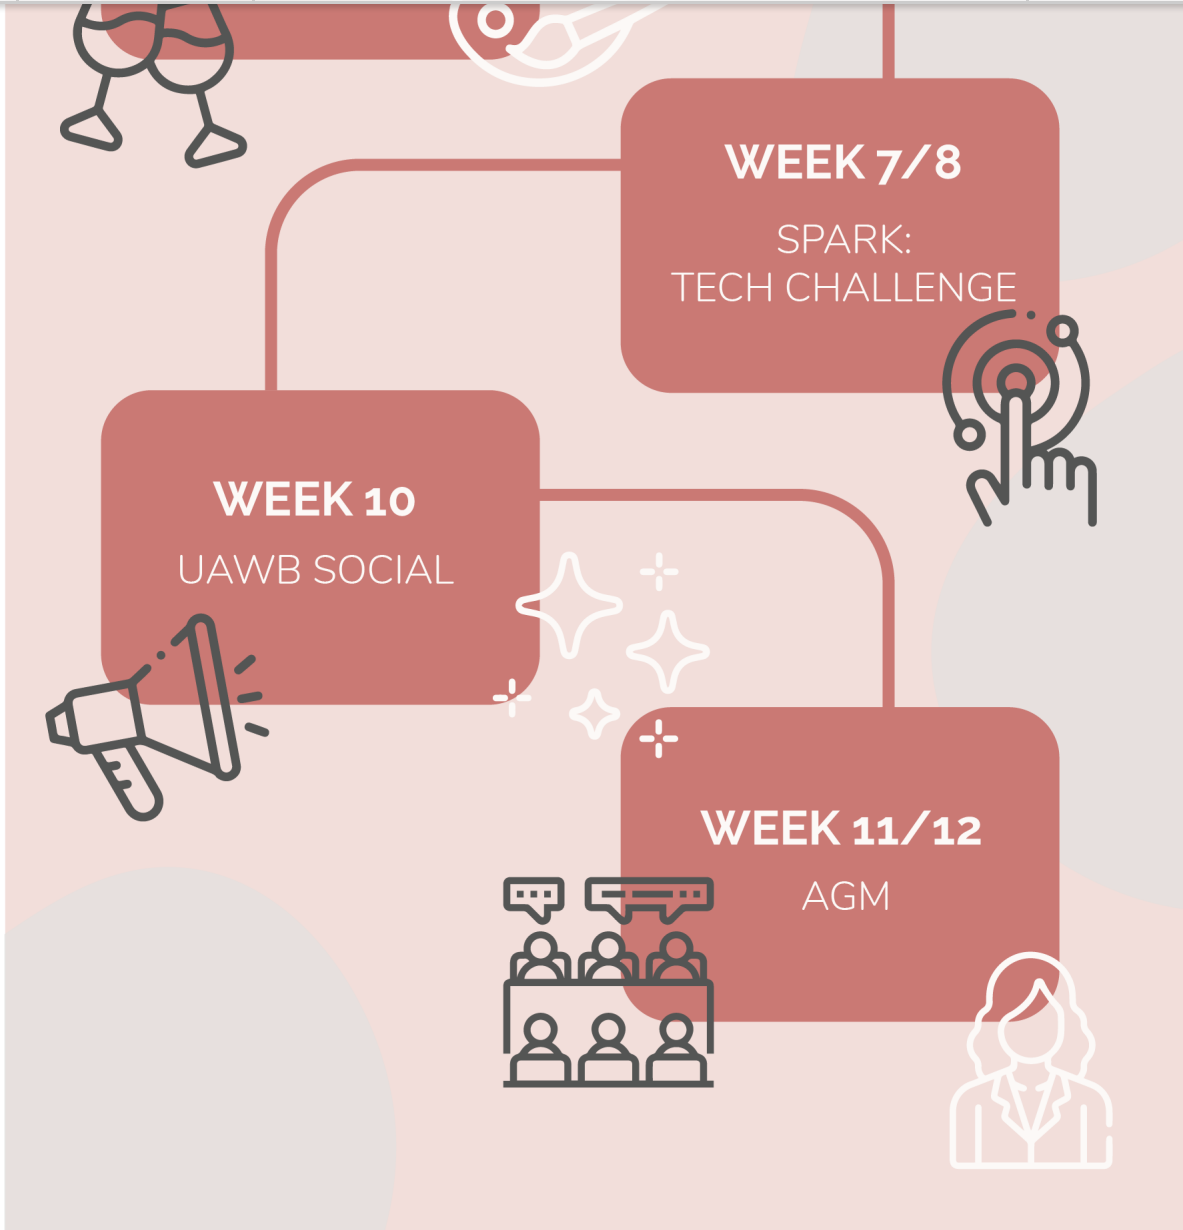 WEEK 7/8
SPARK:
TECH CHALLENGE
WEEK 10
UAWB SOCIAL
WEEK 11/12
AGM